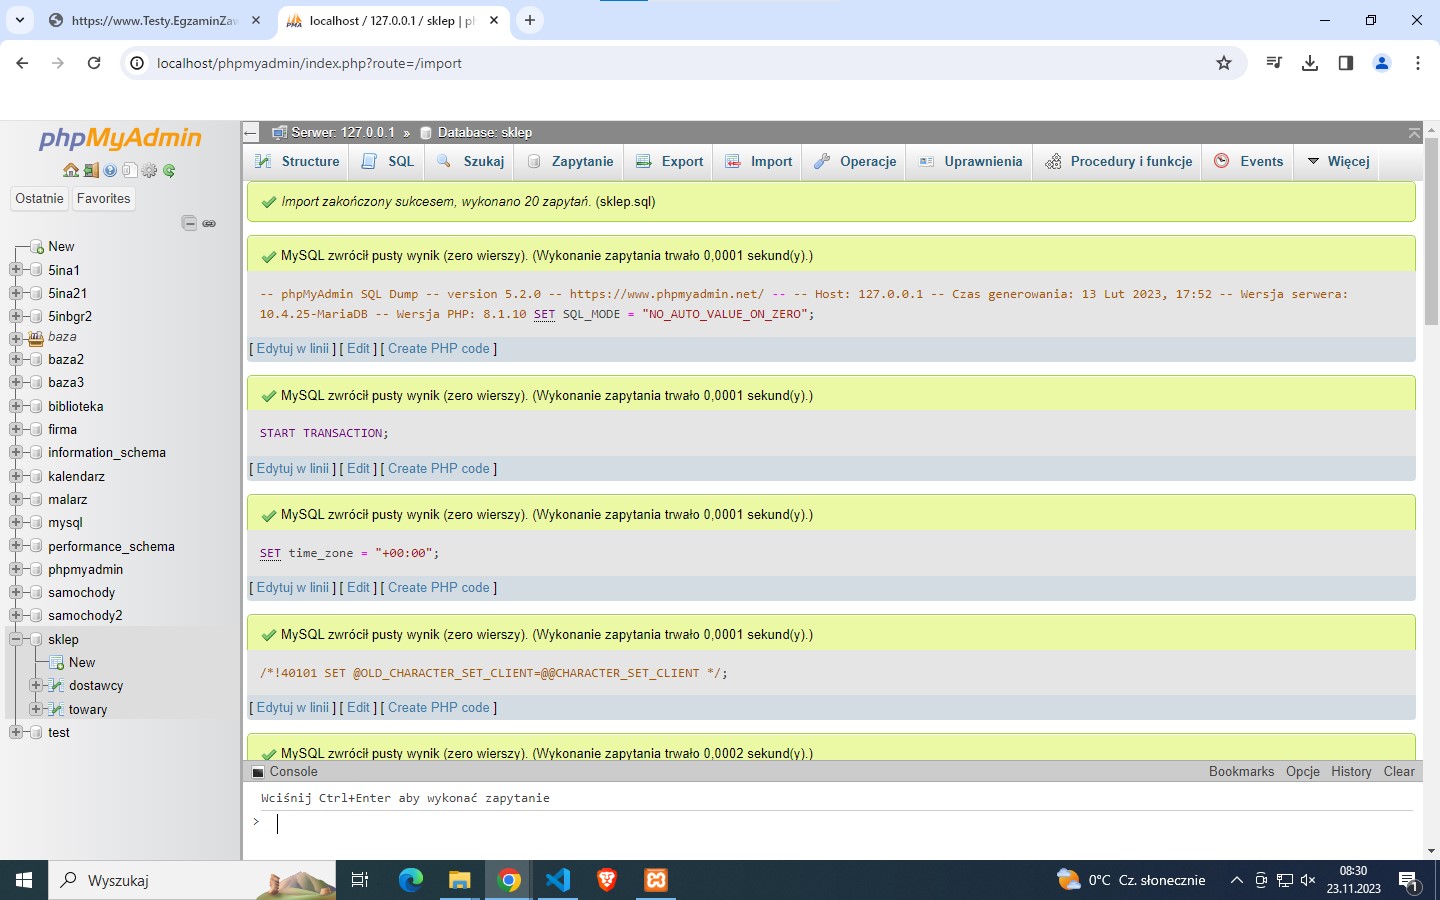 https://www.Testy.EgzaminZaw
localhost / 127.0.0.1 / sklep | ph
localhost/phpmyadmin/index.php?route=/import
phpMyAdmin
Ostatnie
Favorites
New
5ina1
5ina21
5inbgr2
baza
baza2
baza3
biblioteka
firma
information_schema
kalendarz
malarz
mysql
performance_schema
phpmyadmin
samochody
samochody2
sklep
New
dostawcy
towary
test
Serwer: 127.0.0.1 » Database: sklep
Structure SQL Szukaj Zapytanie Export Import Operacje Uprawnienia Procedury i funkcje Events Więcej
Import zakończony sukcesem, wykonano 20 zapytań. (sklep.sql)
MySQL zwrócił pusty wynik (zero wierszy). (Wykonanie zapytania trwało 0,0001 sekund(y).)
-- phpMyAdmin SQL Dump -- version 5.2.0 -- https://www.phpmyadmin.net/ -- -- Host: 127.0.0.1 -- Czas generowania: 13 Lut 2023, 17:52 -- Wersja serwera:
10.4.25-MariaDB -- Wersja PHP: 8.1.10 SET SQL_MODE = "NO_AUTO_VALUE_ON_ZERO";
[ Edytuj w linii ] [ Edit ] [ Create PHP code ]
MySQL zwrócił pusty wynik (zero wierszy). (Wykonanie zapytania trwało 0,0001 sekund(y).)
START TRANSACTION;
[ Edytuj w linii ] [ Edit ] [ Create PHP code ]
MySQL zwrócił pusty wynik (zero wierszy). (Wykonanie zapytania trwało 0,0001 sekund(y).)
SET time_zone = "+00:00";
[ Edytuj w linii ] [ Edit ] [ Create PHP code ]
MySQL zwrócił pusty wynik (zero wierszy). (Wykonanie zapytania trwało 0,0001 sekund(y).)
/*!40101 SET @OLD_CHARACTER_SET_CLIENT=@@CHARACTER_SET_CLIENT */;
[ Edytuj w linii ] [ Edit ] [ Create PHP code ]
MySQL zwrócił pusty wynik (zero wierszy). (Wykonanie zapytania trwało 0,0002 sekund(y).)
Console Bookmarks Opcje History Clear
Wciśnij Ctrl+Enter aby wykonać zapytanie
>
Wyszukaj
0°C Cz. słonecznie
08:30
23.11.2023
1